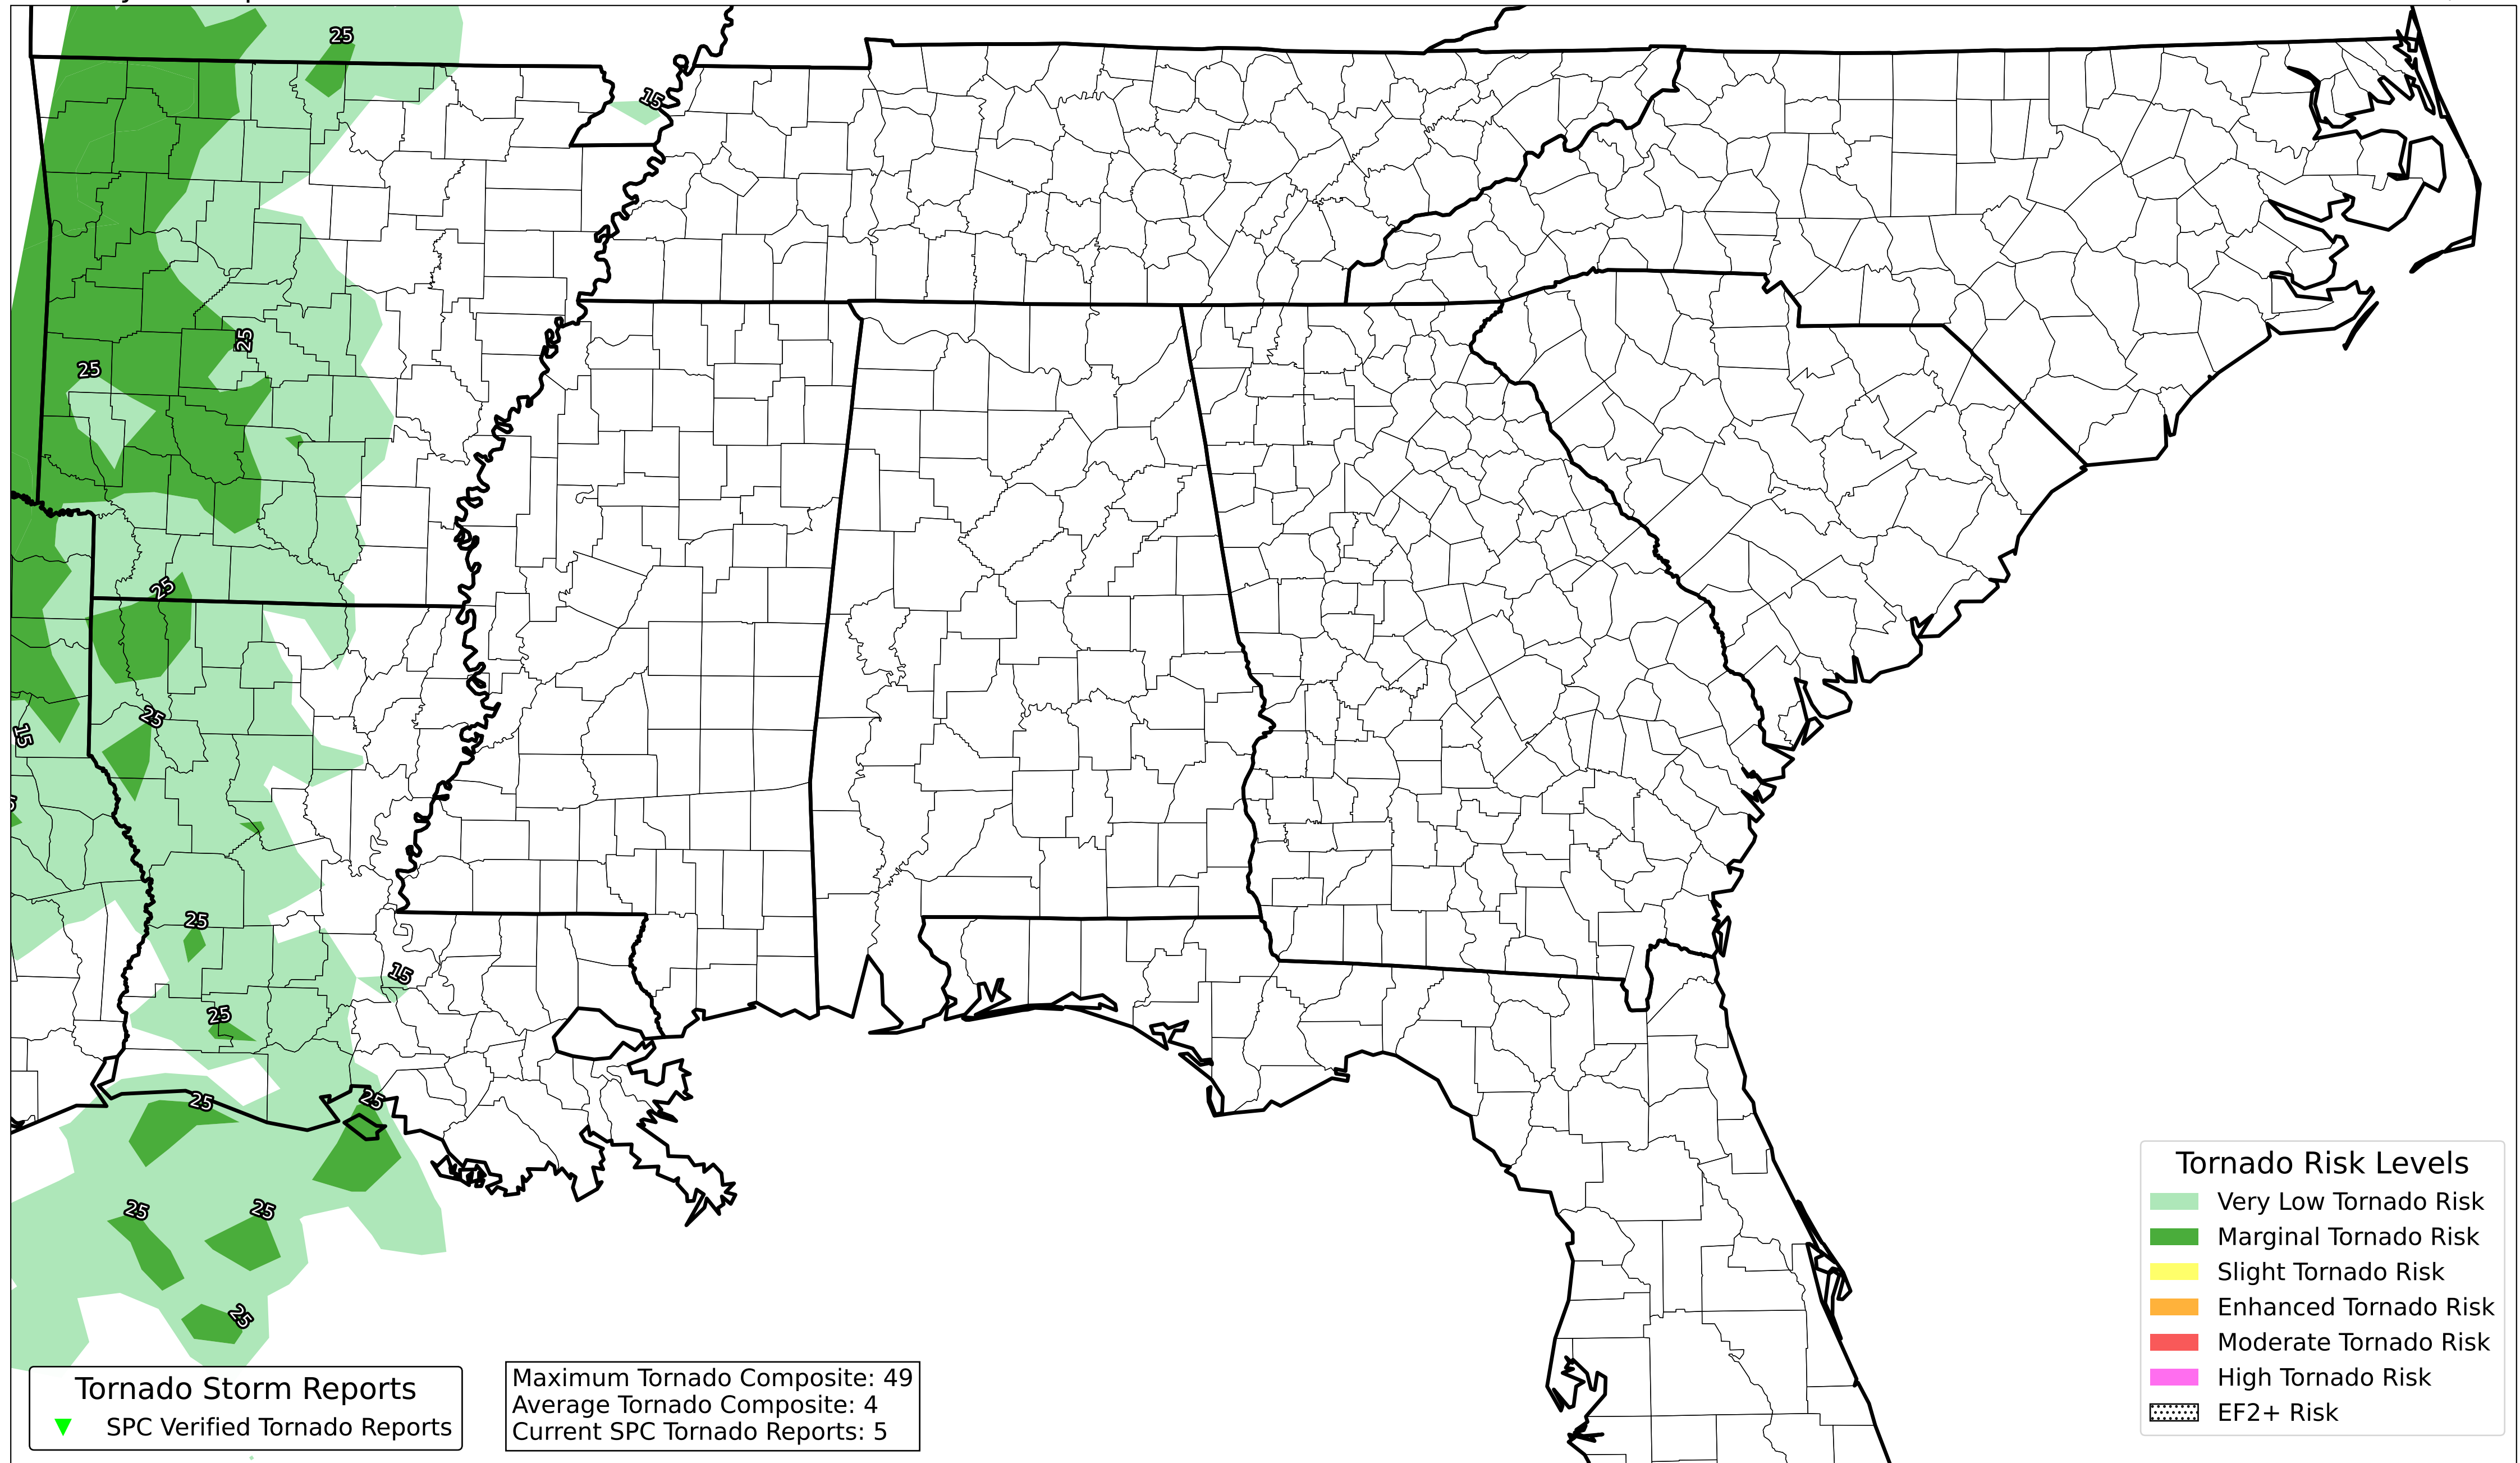 25
15
25
25
25
25
15
25
15
25
25
25
25
25
25
Tornado Risk Levels
Very Low Tornado Risk
Marginal Tornado Risk
Slight Tornado Risk
Enhanced Tornado Risk
Moderate Tornado Risk
High Tornado Risk
EF2+ Risk
Tornado Storm Reports
SPC Verified Tornado Reports
Maximum Tornado Composite: 49
Average Tornado Composite: 4
Current SPC Tornado Reports: 5